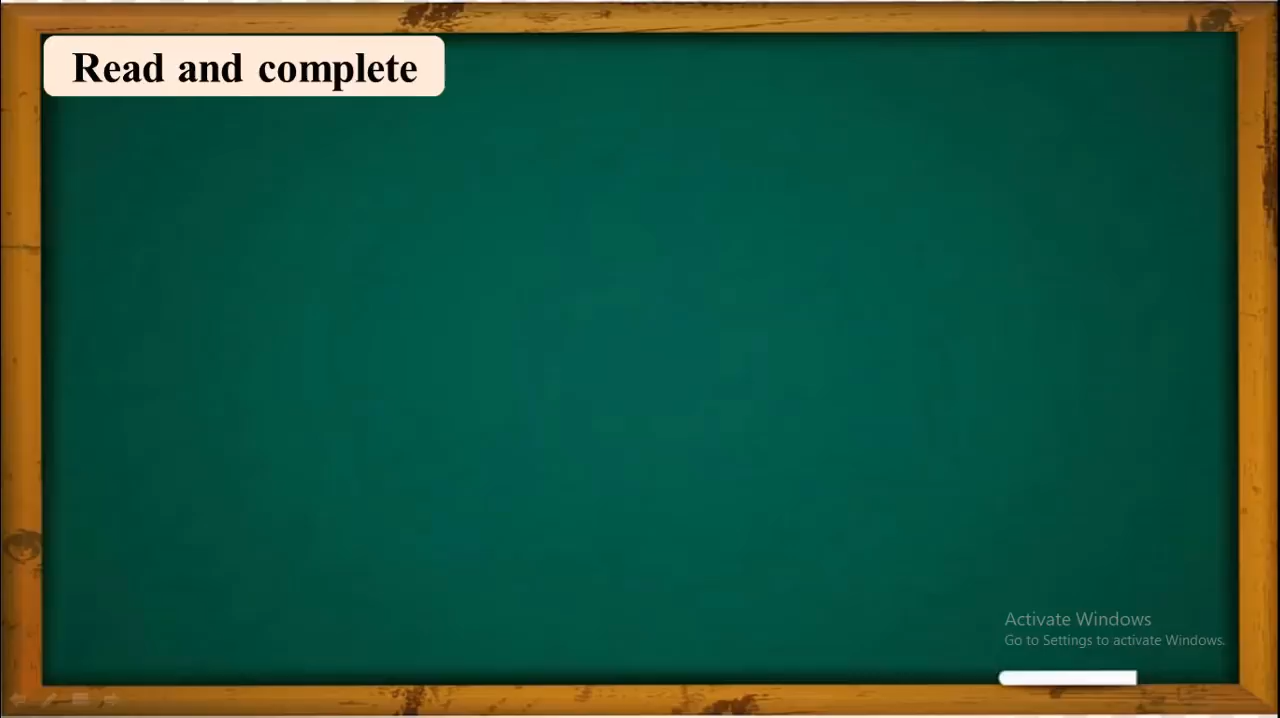 Read and complete
Activate Windows
Go to Settings to activate Windows.